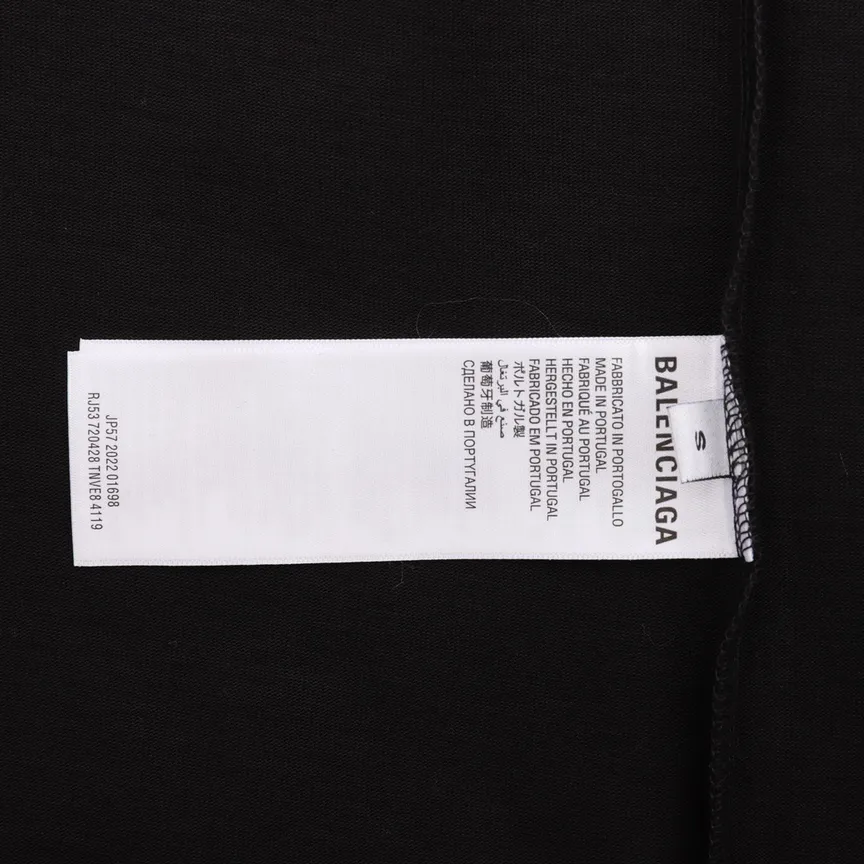 BALENCIAGA
S
FABBRICATO IN PORTOGALLO
MADE IN PORTUGAL
FABRIQUÉ AU PORTUGAL
HECHO EN PORTUGAL
HERGESTELLT IN PORTUGAL
FABRICADO EM PORTUGAL
ポルトガル製
صنع في البرتغال
葡萄牙制造
СДЕЛАНО В ПОРТУГАЛИИ
JP57 2022 01698
RJ53 720428 TNVE8 4119